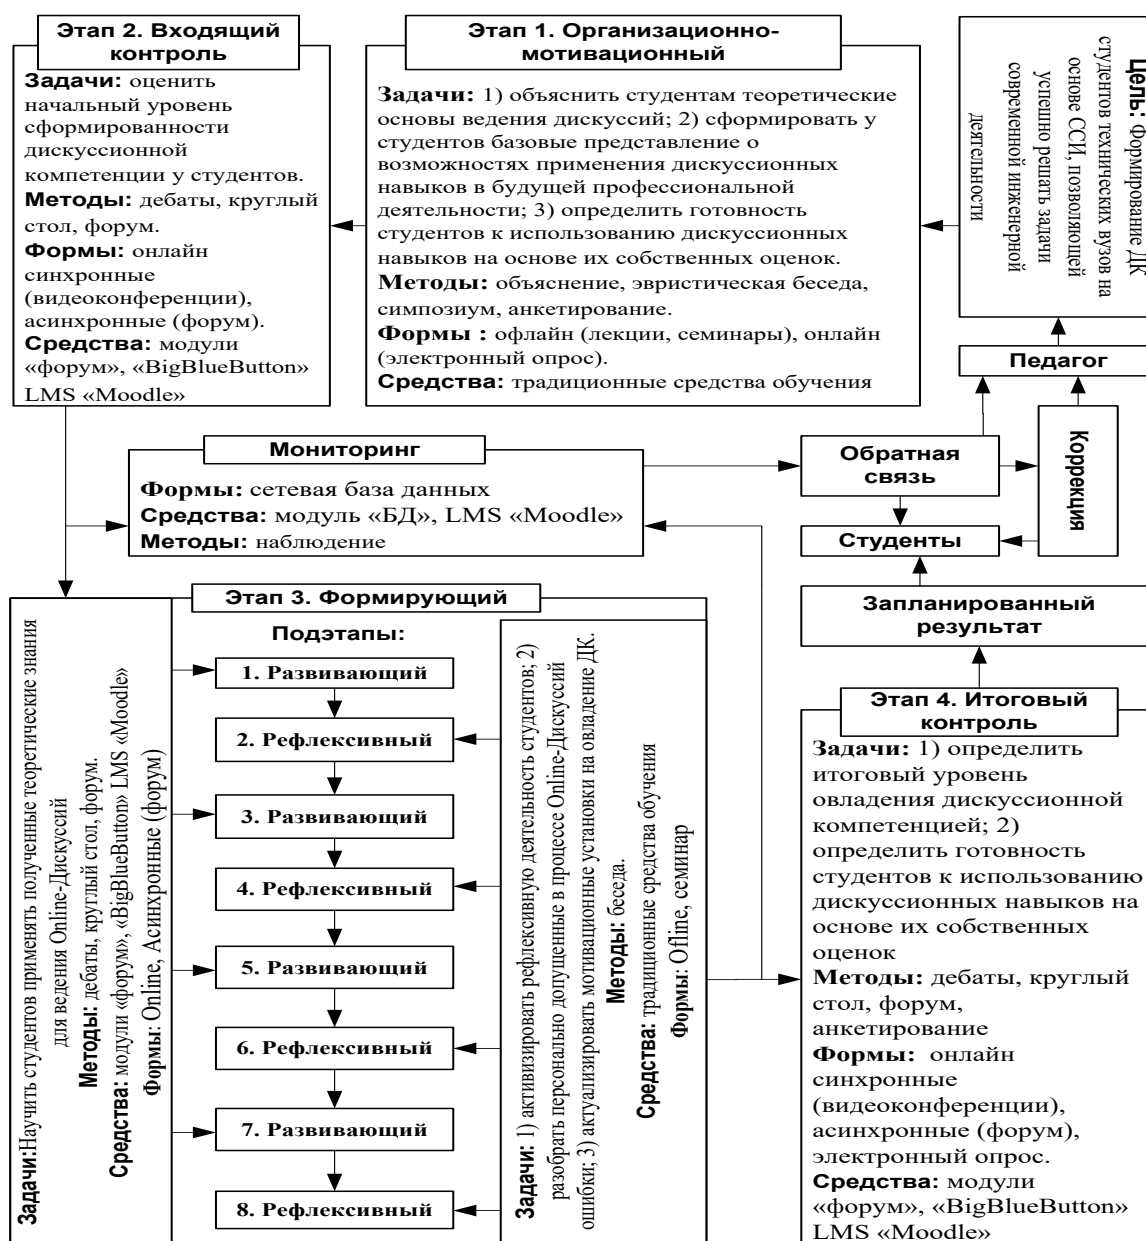 Этап 2. Входящий
контроль
Задачи: оценить
начальный уровень
сформированности
дискуссионной
компетенции у студентов.
Методы: дебаты, круглый
стол, форум.
Формы: онлайн
синхронные
(видеоконференции),
асинхронные (форум).
Средства: модули
«форум», «BigBlueButton»
LMS «Moodle»
Этап 1. Организационно-
мотивационный
Задачи: 1) объяснить студентам теоретические
основы ведения дискуссий; 2) сформировать у
студентов базовые представление о
возможностях применения дискуссионных
навыков в будущей профессиональной
деятельности; 3) определить готовность
студентов к использованию дискуссионных
навыков на основе их собственных оценок.
Методы: объяснение, эвристическая беседа,
симпозиум, анкетирование.
Формы : офлайн (лекции, семинары), онлайн
(электронный опрос).
Средства: традиционные средства обучения
Цель: Формирование ДК
студентов технических вузов на
основе ССИ, позволяющей
успешно решать задачи
современной инженерной
деятельности
Педагог
Мониторинг
Формы: сетевая база данных
Средства: модуль «БД», LMS «Moodle»
Методы: наблюдение
Обратная
связь
Коррекция
Студенты
Запланированный
результат
Этап 3. Формирующий
Задачи:Научить студентов применять полученные теоретические знания
для ведения Online-Дискуссий
Методы: дебаты, круглый стол, форум.
Средства: модули «форум», «BigBlueButton» LMS «Moodle»
Формы: Online, Асинхронные (форум)
Подэтапы:
1. Развивающий
2. Рефлексивный
3. Развивающий
4. Рефлексивный
5. Развивающий
6. Рефлексивный
7. Развивающий
8. Рефлексивный
Задачи: 1) активизировать рефлексивную деятельность студентов; 2)
разобрать персонально допущенные в процессе Online-Дискуссий
ошибки; 3) актуализировать мотивационные установки на овладение ДК.
Методы: беседа.
Средства: традиционные средства обучения
Формы: Ofline, семинар
Этап 4. Итоговый
контроль
Задачи: 1) определить
итоговый уровень
овладения дискуссионной
компетенцией; 2)
определить готовность
студентов к использованию
дискуссионных навыков на
основе их собственных
оценок
Методы: дебаты, круглый
стол, форум,
анкетирование
Формы: онлайн
синхронные
(видеоконференции),
асинхронные (форум),
электронный опрос.
Средства: модули
«форум», «BigBlueButton»
LMS «Moodle»